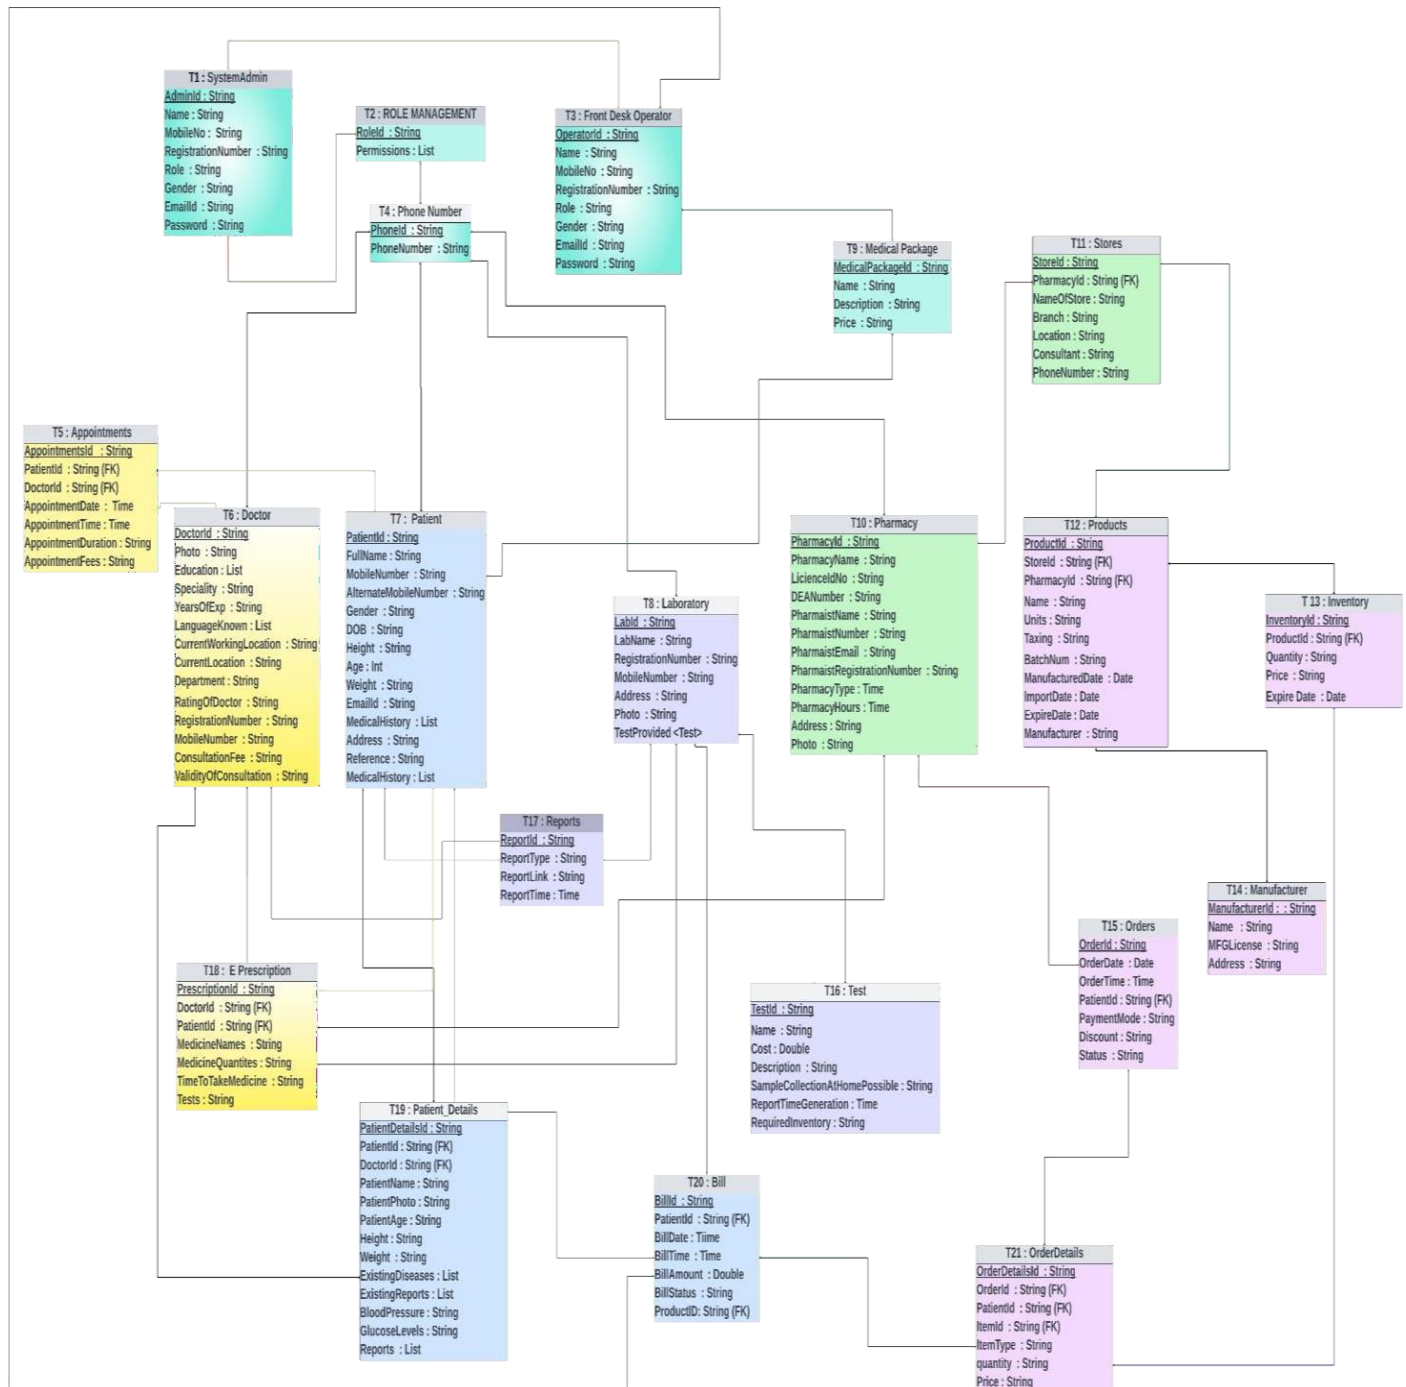 T1 : SystemAdmin
AdminId : String
Name : String
MobileNo : String
RegistrationNumber : String
Role : String
Gender : String
EmailId : String
Password : String
T2 : ROLE MANAGEMENT
RoleId : String
Permissions : List
T3 : Front Desk Operator
OperatorId : String
Name : String
MobileNo : String
RegistrationNumber : String
Role : String
Gender : String
EmailId : String
Password : String
T4 : Phone Number
PhoneId : String
PhoneNumber : String
T9 : Medical Package
MedicalPackageId : String
Name : String
Description : String
Price : String
T11 : Stores
StoreId : String
PharmacyId : String (FK)
NameOfStore : String
Branch : String
Location : String
Consultant : String
PhoneNumber : String
T5 : Appointments
AppointmentsId : String
PatientId : String (FK)
DoctorId : String (FK)
AppointmentDate : Time
AppointmentTime : Time
AppointmentDuration : String
AppointmentFees : String
T6 : Doctor
DoctorId : String
Photo : String
Education : List
Speciality : String
YearsOfExp : String
LanguageKnown : List
CurrentWorkingLocation : String
CurrentLocation : String
Department : String
RatingOfDoctor : String
RegistrationNumber : String
MobileNumber : String
ConsultationFee : String
ValidityOfConsultation : String
T7 : Patient
PatientId : String
FullName : String
MobileNumber : String
AlternateMobileNumber : String
Gender : String
DOB : String
Height : String
Age : Int
Weight : String
EmailId : String
MedicalHistory : List
Address : String
Reference : String
MedicalHistory : List
T8 : Laboratory
LabId : String
LabName : String
RegistrationNumber : String
MobileNumber : String
Address : String
Photo : String
TestProvided <Test>
T10 : Pharmacy
PharmacyId : String
PharmacyName : String
LicienceIdNo : String
DEANumber : String
PharmaistName : String
PharmaistNumber : String
PharmaistEmail : String
PharmaistRegistrationNumber : String
PharmacyType : Time
PharmacyHours : Time
Address : String
Photo : String
T12 : Products
ProductId : String
StoreId : String (FK)
PharmacyId : String (FK)
Name : String
Units : String
Taxing : String
BatchNum : String
ManufacturedDate : Date
ImportDate : Date
ExpireDate : Date
Manufacturer : String
T 13 : Inventory
InventoryId : String
ProductId : String (FK)
Quantity : String
Price : String
Expire Date : Date
T17 : Reports
ReportId : String
ReportType : String
ReportLink : String
ReportTime : Time
T14 : Manufacturer
ManufacturerId : : String
Name : String
MFGLicense : String
Address : String
T15 : Orders
OrderId : String
OrderDate : Date
OrderTime : Time
PatientId : String (FK)
PaymentMode : String
Discount : String
Status : String
T18 : E Prescription
PrescriptionId : String
DoctorId : String (FK)
PatientId : String (FK)
MedicineNames : String
MedicineQuantites : String
TimeToTakeMedicine : String
Tests : String
T16 : Test
TestId : String
Name : String
Cost : Double
Description : String
SampleCollectionAtHomePossible : String
ReportTimeGeneration : Time
RequiredInventory : String
T19 : Patient_Details
PatientDetailsId : String
PatientId : String (FK)
DoctorId : String (FK)
PatientName : String
PatientPhoto : String
PatientAge : String
Height : String
Weight : String
ExistingDiseases : List
ExistingReports : List
BloodPressure : String
GlucoseLevels : String
Reports : List
T20 : Bill
BillId : String
PatientId : String (FK)
BillDate : Tiime
BillTime : Time
BillAmount : Double
BillStatus : String
ProductID: String (FK)
T21 : OrderDetails
OrderDetailsId : String
OrderId : String (FK)
PatientId : String (FK)
ItemId : String (FK)
ItemType : String
quantity : String
Price : String